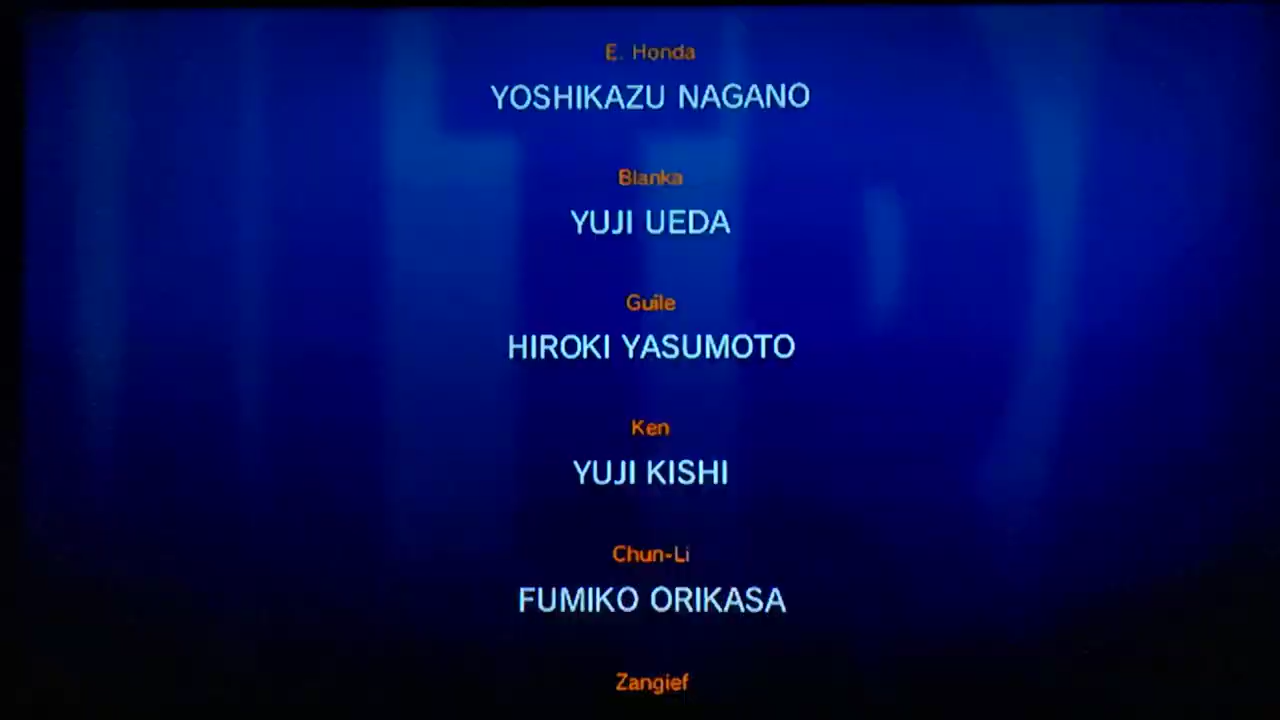 E. Honda
YOSHIKAZU NAGANO
Blanka
YUJI UEDA
Guile
HIROKI YASUMOTO
Ken
YUJI KISHI
Chun-Li
FUMIKO ORIKASA
Zangief